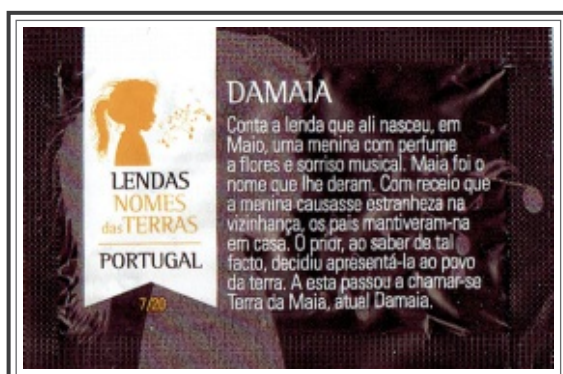 LENDAS
NOMES
das TERRAS
PORTUGAL
7/20
DAMAIA
Conta a lenda que ali nasceu, em
Maio, uma menina com perfume
a flores e sorriso musical. Maia foi o
nome que lhe deram. Com receio que
a menina causasse estranheza na
vizinhança, os pais mantiveram-na
em casa. O prior, ao saber de tal
facto, decidiu apresentá-la ao povo
da terra. A esta passou a chamar-se
Terra da Maia, atual Damaia.